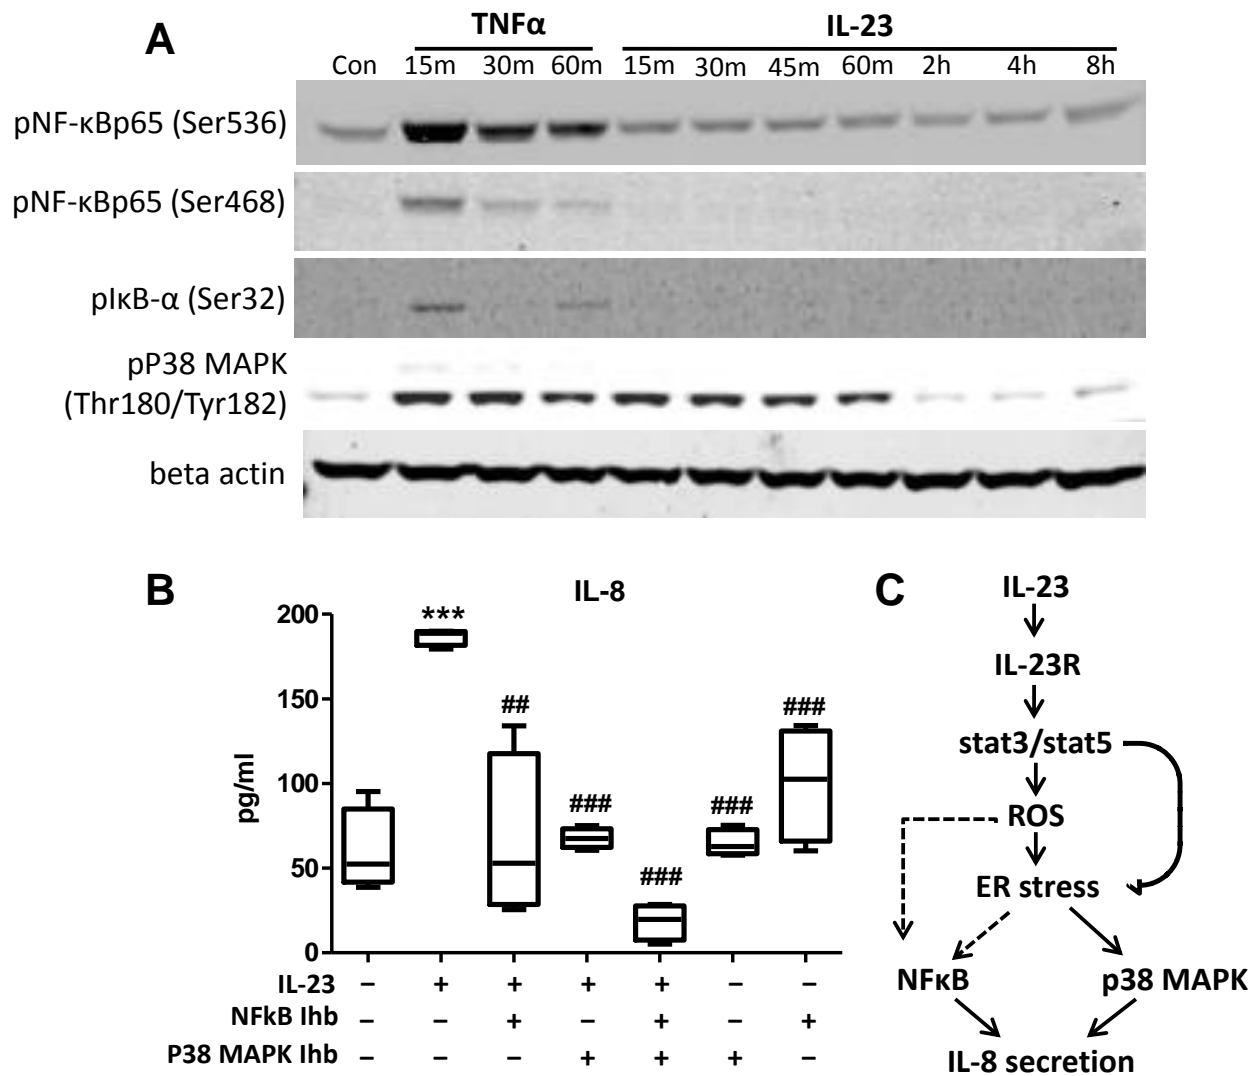 A
TNFα IL-23
Con 15m 30m 60m 15m 30m 45m 60m 2h 4h 8h
pNF-κBp65 (Ser536)
pNF-κBp65 (Ser468)
pIκB-α (Ser32)
pP38 MAPK
(Thr180/Tyr182)
beta actin
B
IL-8
pg/ml
200
150
100
50
0
***
##
###
###
###
###
IL-23 – + + + + – –
NFkB Ihb – – + – + – +
P38 MAPK Ihb – – – + + + –
C
IL-23
IL-23R
stat3/stat5
ROS
ER stress
NFκB p38 MAPK
IL-8 secretion